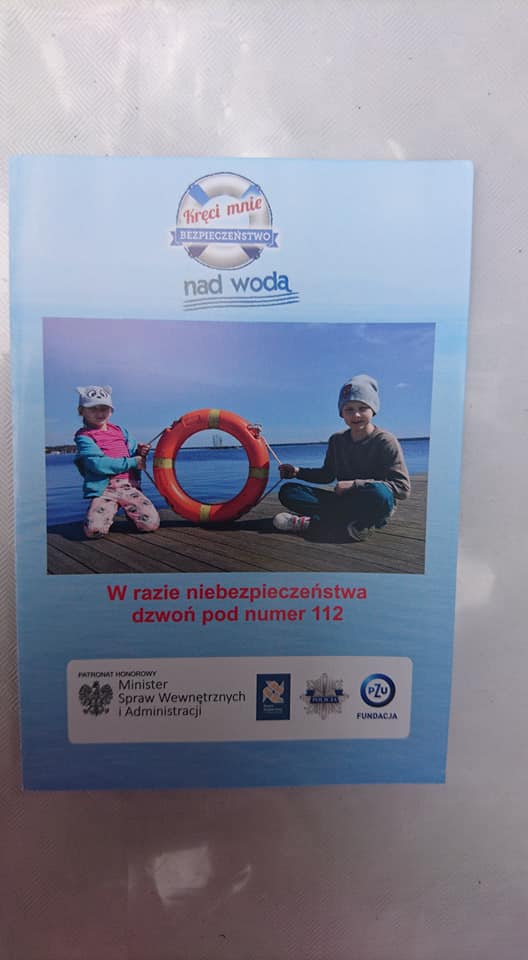 Kręci mnie
BEZPIECZEŃSTWO
nad wodą
W razie niebezpieczeństwa
dzwoń pod numer 112
PATRONAT HONOROWY
Minister
Spraw Wewnętrznych
i Administracji
POLICJA
PZU
FUNDACJA